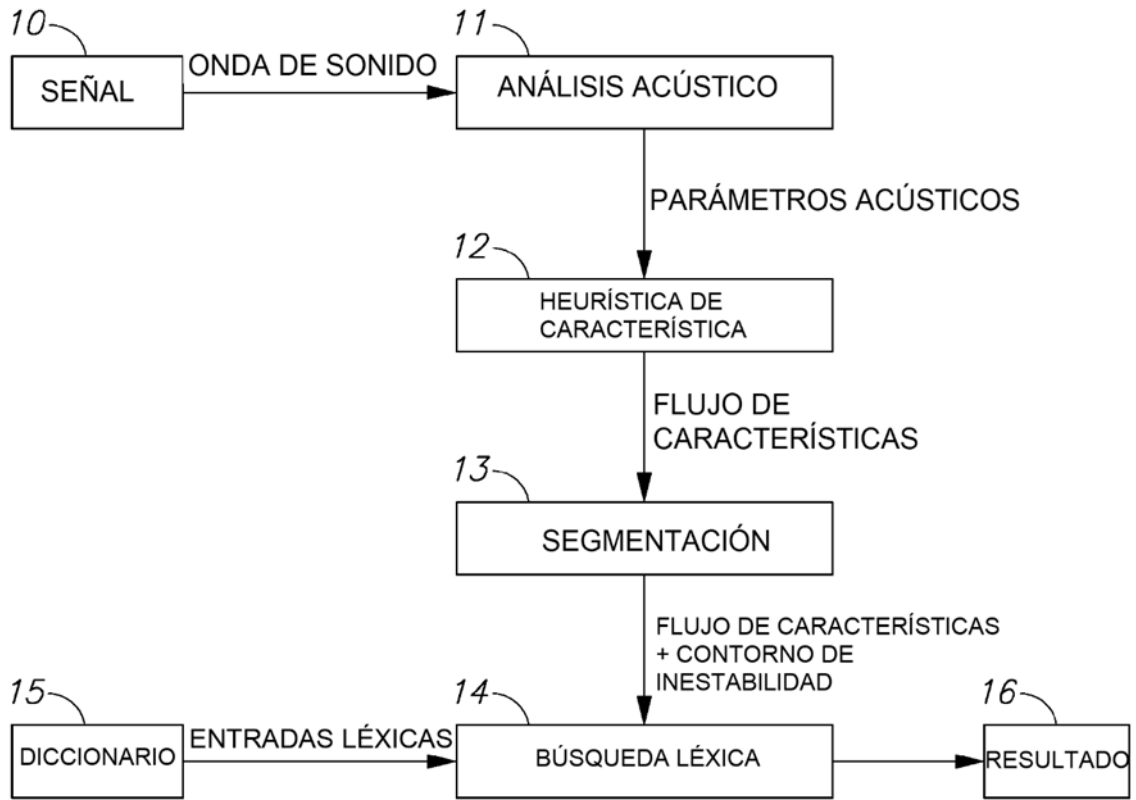 10
11
SEÑAL
ONDA DE SONIDO
ANÁLISIS ACÚSTICO
PARÁMETROS ACÚSTICOS
12
HEURÍSTICA DE
CARACTERÍSTICA
FLUJO DE
CARACTERÍSTICAS
13
SEGMENTACIÓN
FLUJO DE CARACTERÍSTICAS
+ CONTORNO DE
INESTABILIDAD
15
14
16
DICCIONARIO
ENTRADAS LÉXICAS
BÚSQUEDA LÉXICA
RESULTADO